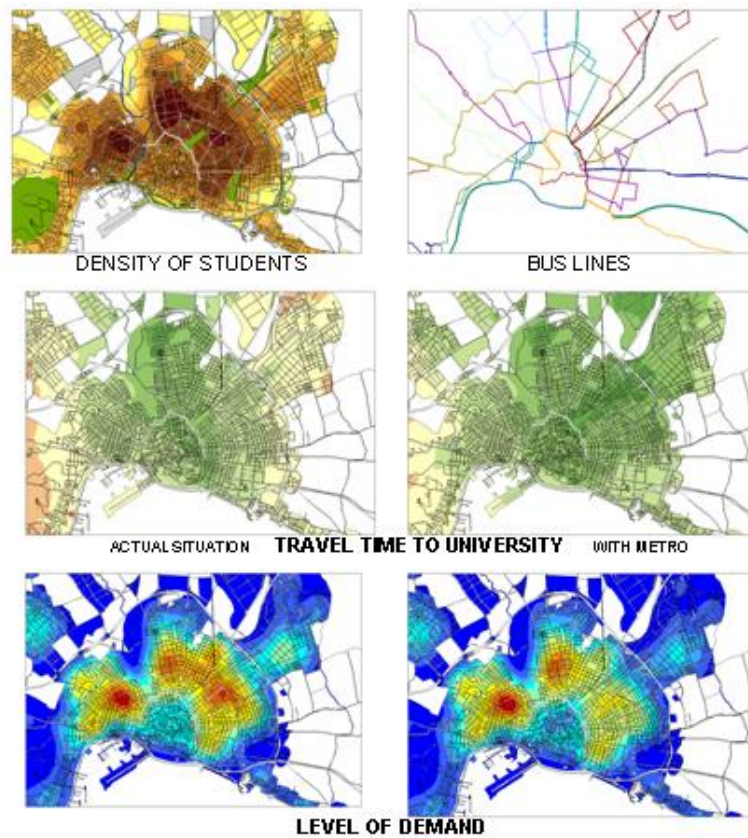 DENSITY OF STUDENTS
BUS LINES
ACTUAL SITUATION TRAVEL TIME TO UNIVERSITY WITH METRO
LEVEL OF DEMAND